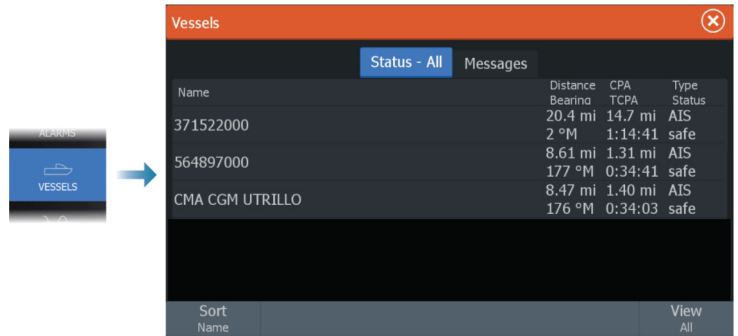 Vessels
Status - All Messages
Name Distance CPA Type
Bearing TCPA Status
371522000 20.4 mi 14.7 mi AIS
2 °M 1:14:41 safe
564897000 8.61 mi 1.31 mi AIS
177 °M 0:34:41 safe
CMA CGM UTRILLO 8.47 mi 1.40 mi AIS
176 °M 0:34:03 safe
ALARMS
VESSELS
Sort View
Name All